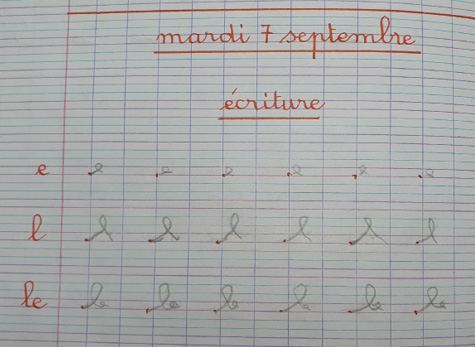 mardi 7 septembre
écriture
e e e e e e e
l l l l l l l
le le le le le le le